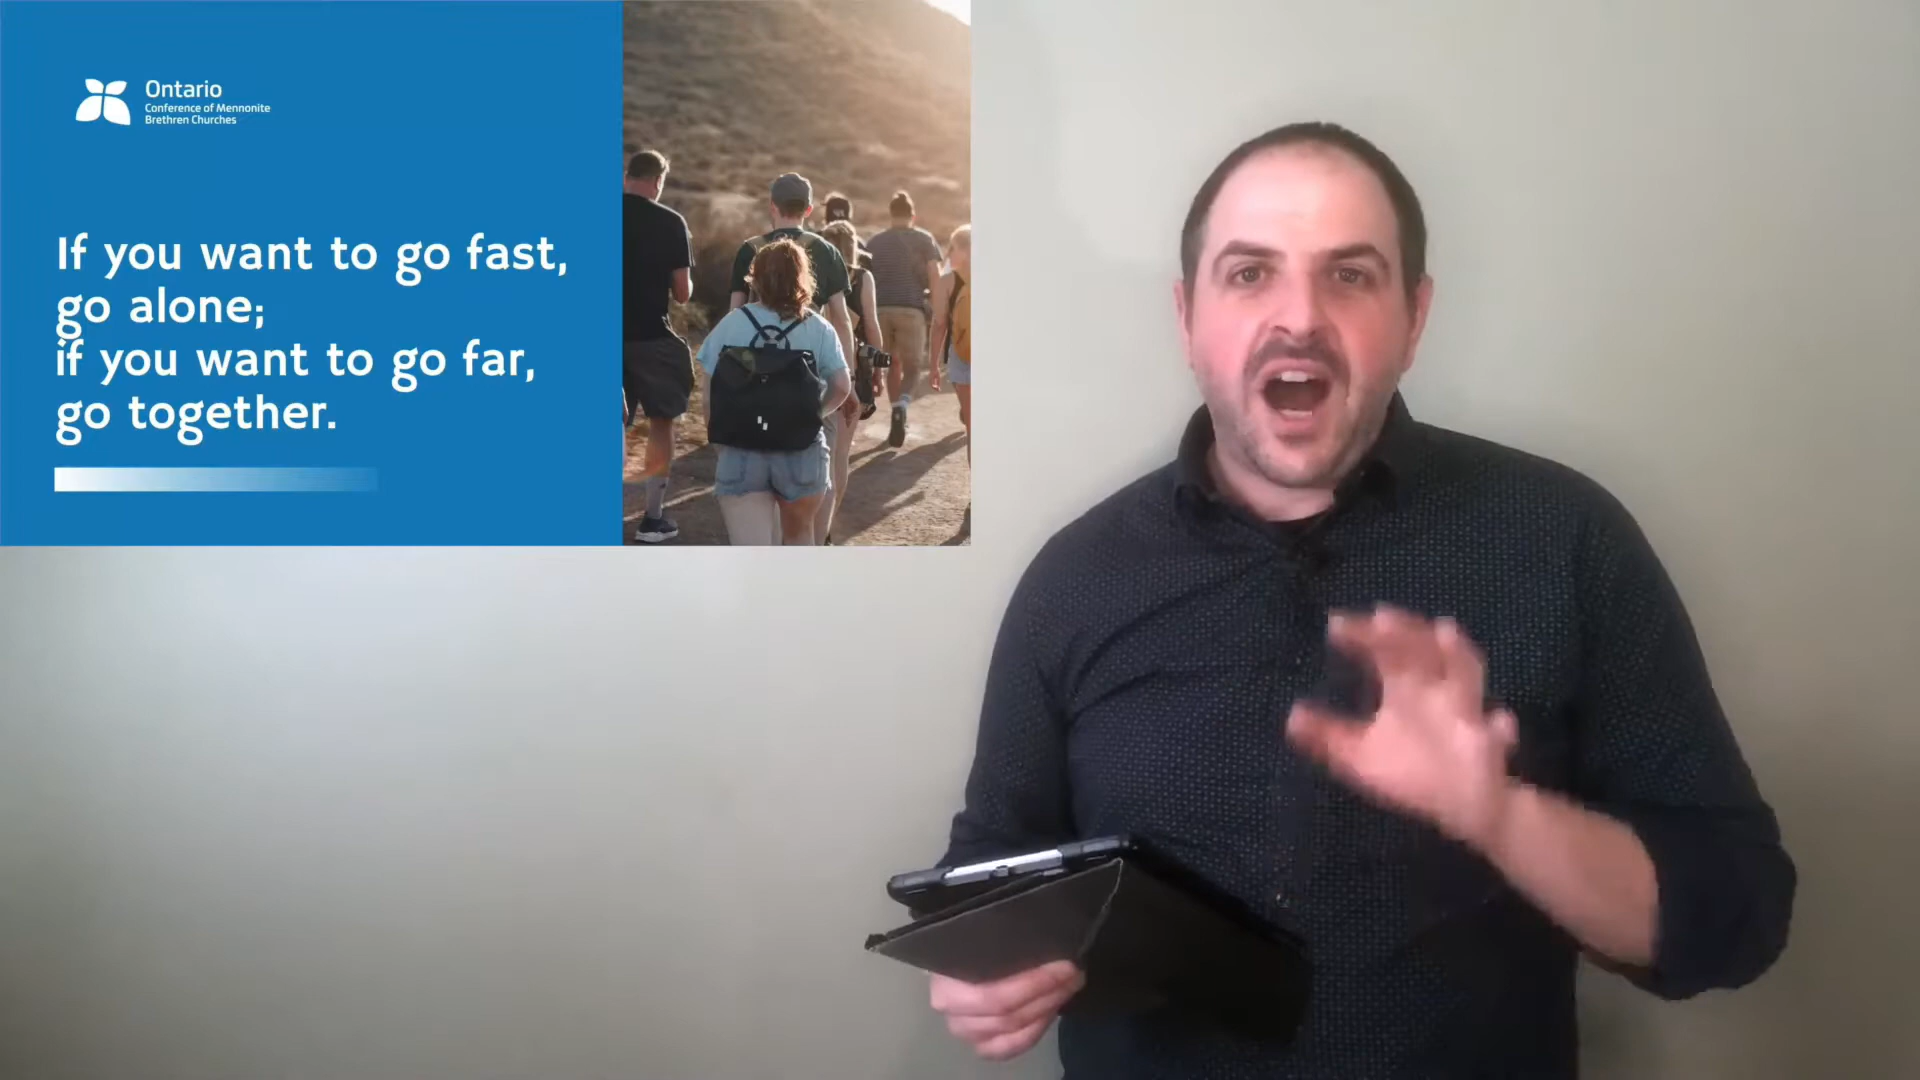 Ontario
Conference of Mennonite
Brethren Churches
If you want to go fast,
go alone;
if you want to go far,
go together.